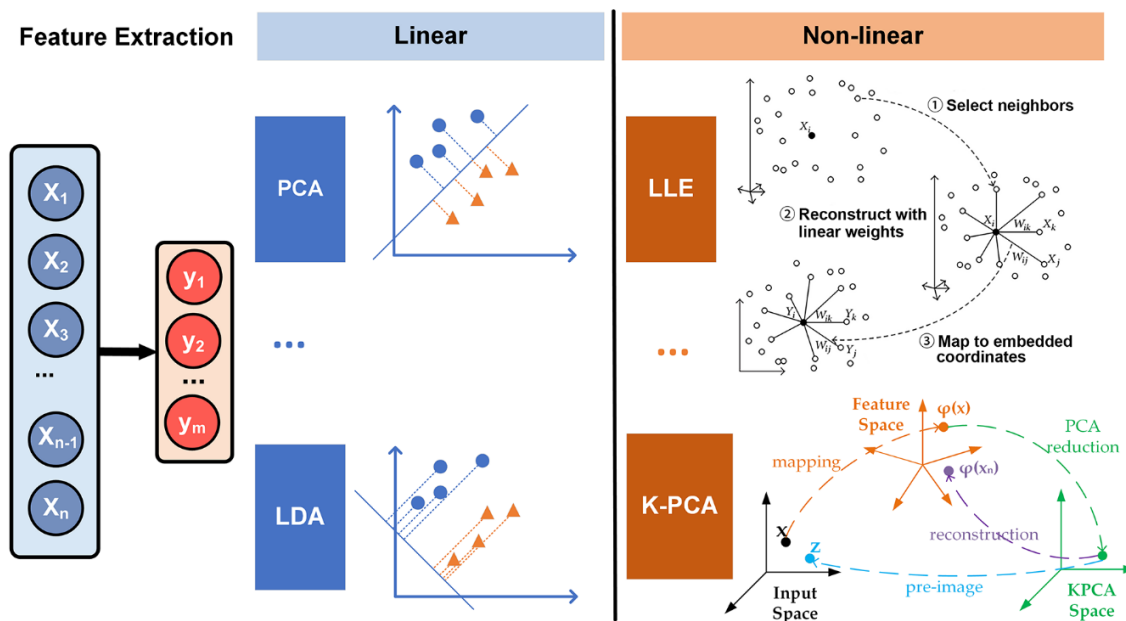 Feature Extraction
Linear
Non-linear
X1
X2
X3
...
Xn-1
Xn
y1
y2
...
ym
PCA
...
LDA
LLE
① Select neighbors
Xi
② Reconstruct with
linear weights
Xi
Wik
Xk
Wij
Xj
Yi
Wik
Yk
Wij
Yj
③ Map to embedded
coordinates
...
K-PCA
Feature
Space
φ(x)
PCA
reduction
mapping
φ(xn)
X
Z
reconstruction
pre-image
Input
Space
KPCA
Space